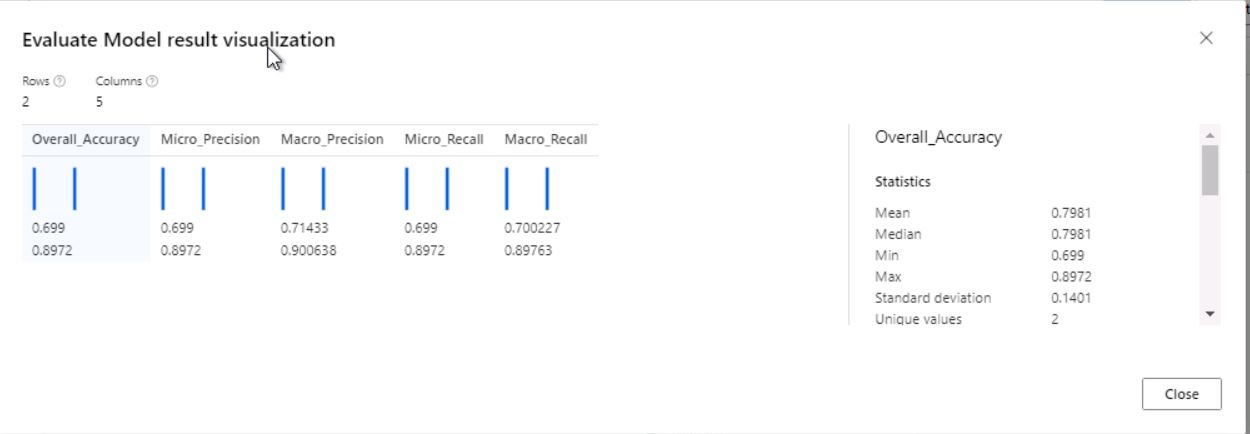 Evaluate Model result visualization
Rows Columns
2 5
Overall_Accuracy Micro_Precision Macro_Precision Micro_Recall Macro_Recall
0.699 0.699 0.71433 0.699 0.700227
0.8972 0.8972 0.900638 0.8972 0.89763
Overall_Accuracy
Statistics
Mean 0.7981
Median 0.7981
Min 0.699
Max 0.8972
Standard deviation 0.1401
Unique values 2
Close